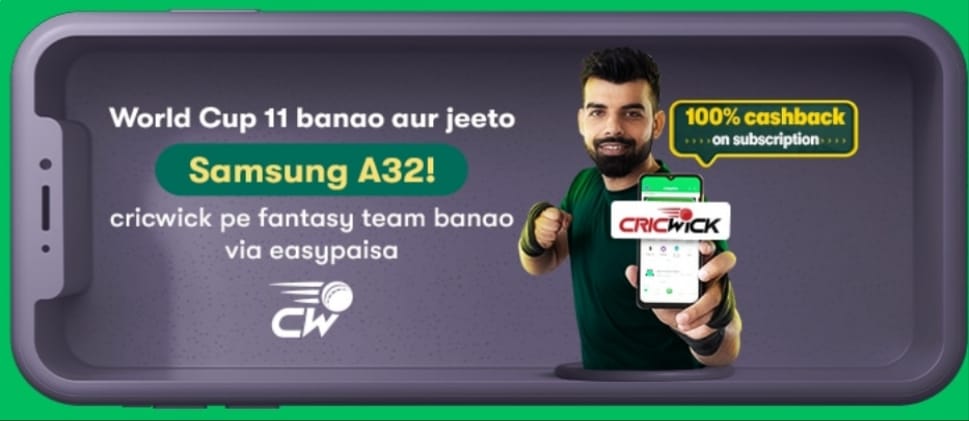 World Cup 11 banao aur jeeto
Samsung A32!
cricwick pe fantasy team banao
via easypaisa
CW
100% cashback
on subscription
CRICWICK